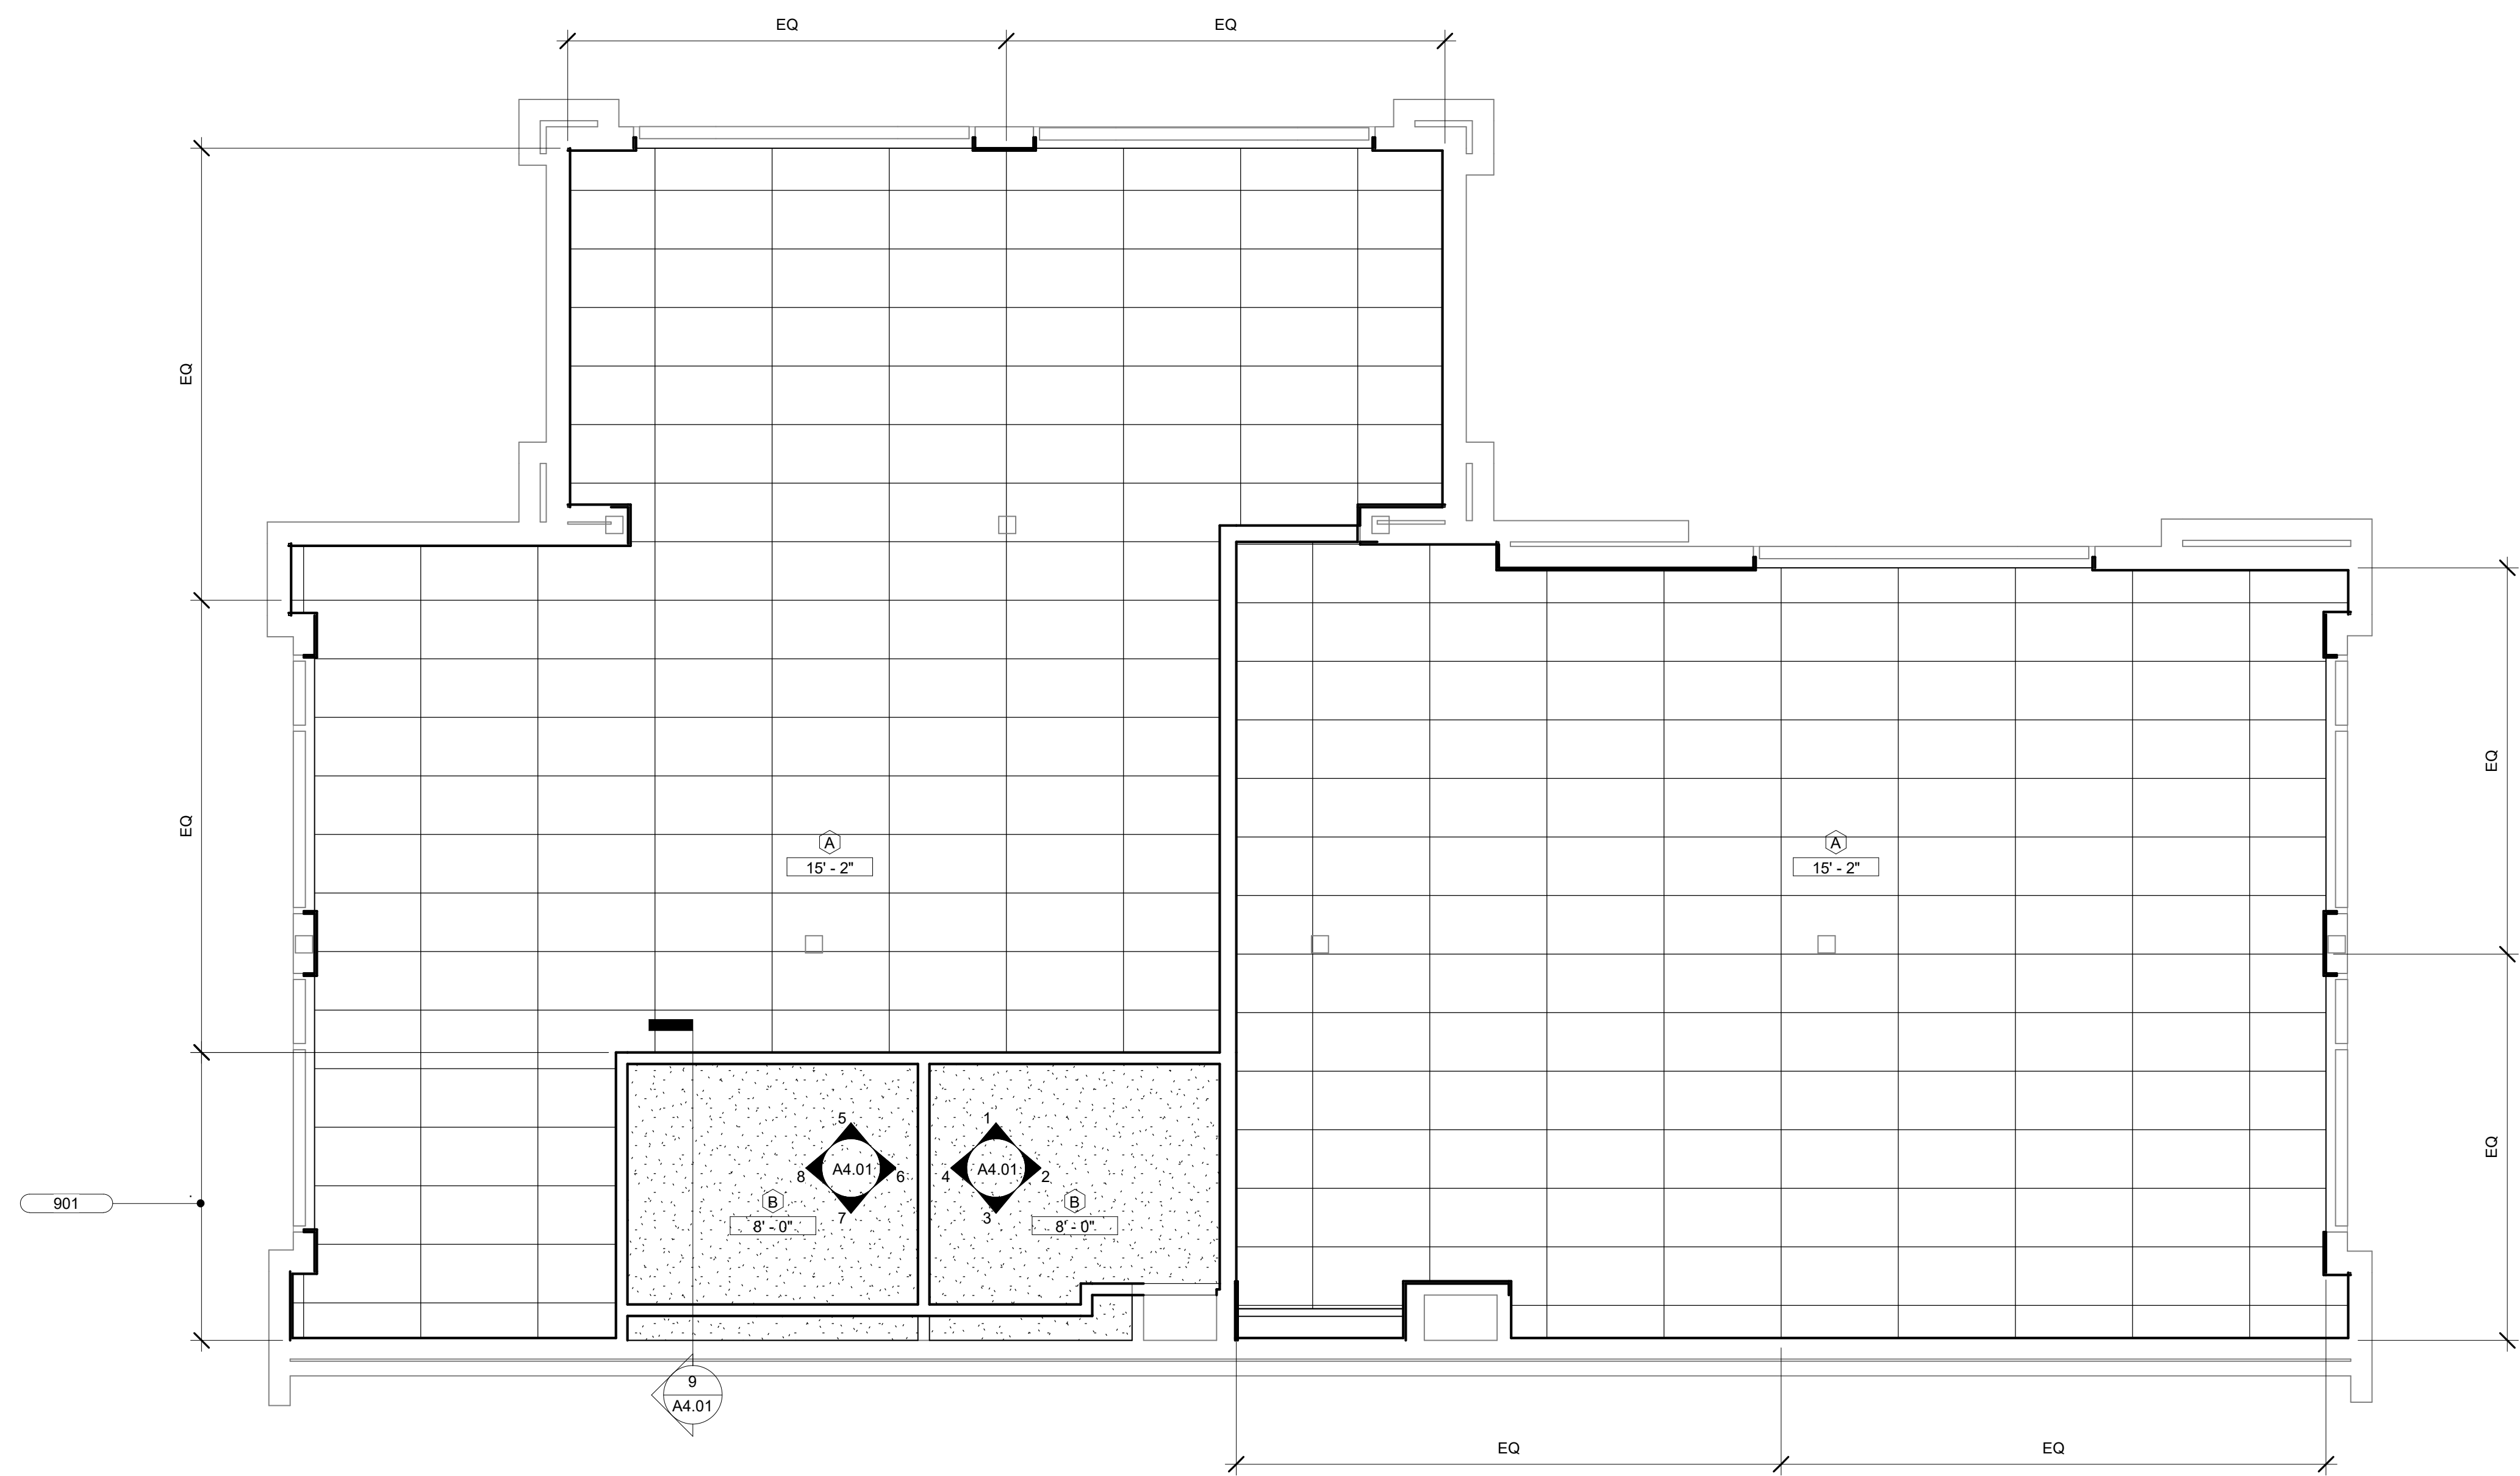 EQ
EQ
EQ
EQ
EQ
A
15' - 2"
A
15' - 2"
5
8
A4.01
6
7
1
4
A4.01
2
3
B
8' - 0"
B
8' - 0"
EQ
901
9
A4.01
EQ
EQ